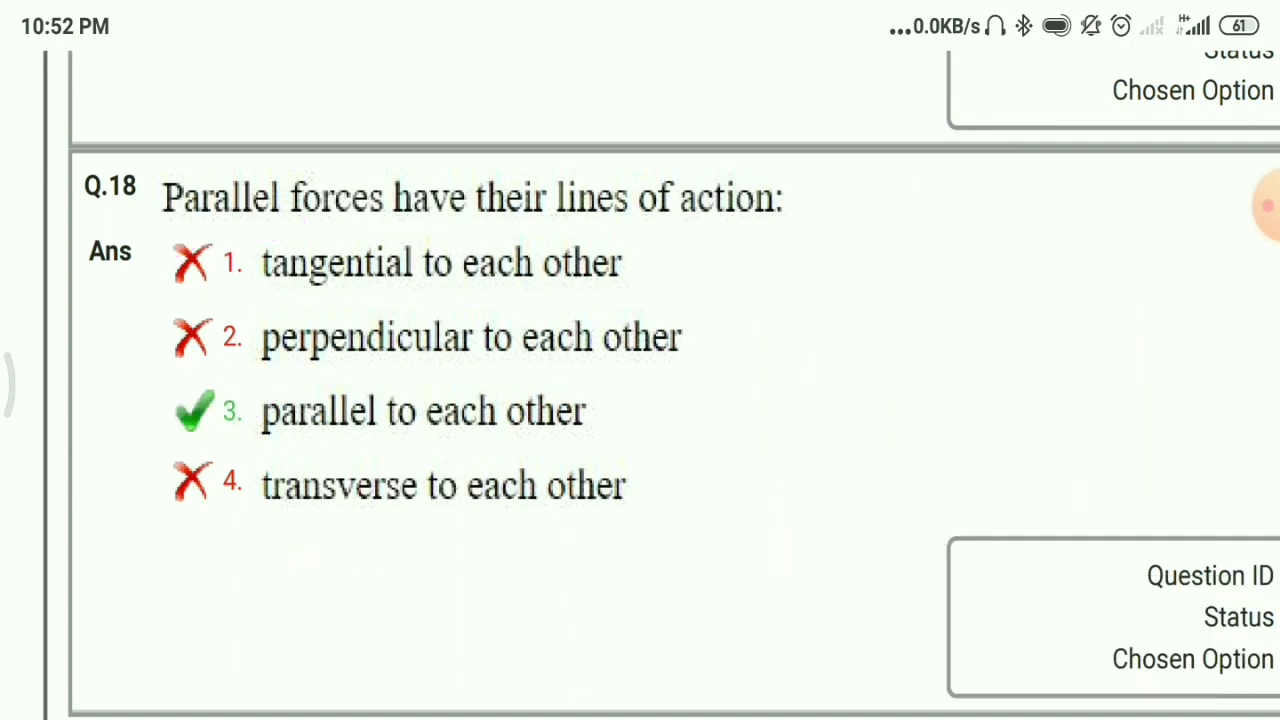 10:52 PM ...0.0KB/s H+ 61
Status
Chosen Option
Q.18 Parallel forces have their lines of action:
Ans 1. tangential to each other
2. perpendicular to each other
3. parallel to each other
4. transverse to each other
Question ID
Status
Chosen Option